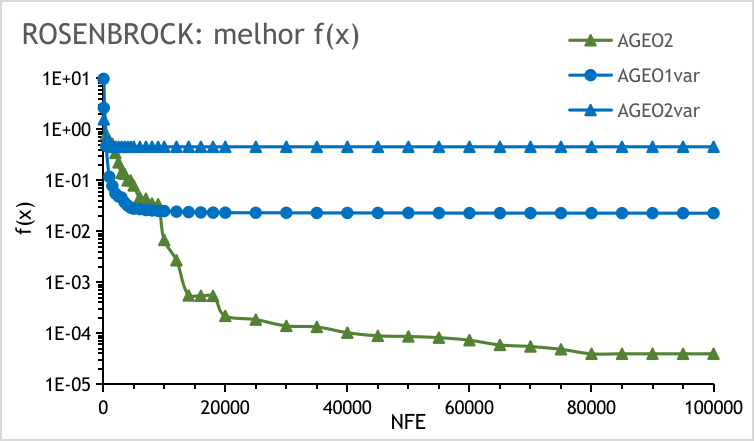 ROSENBROCK: melhor f(x)
AGEO2
AGEO1var
AGEO2var
1E+01
1E+00
1E-01
1E-02
1E-03
1E-04
1E-05
f(x)
0 20000 40000 60000 80000 100000
NFE